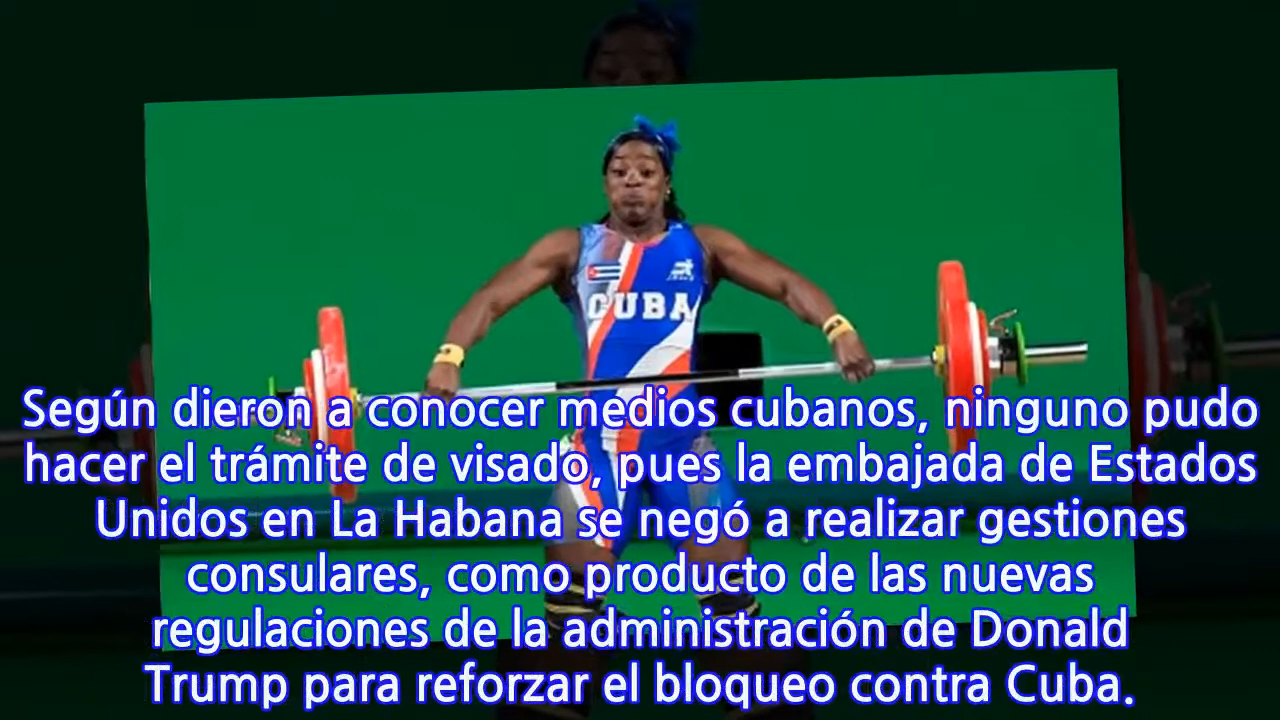 CUBA
Según dieron a conocer medios cubanos, ninguno pudo
hacer el trámite de visado, pues la embajada de Estados
Unidos en La Habana se negó a realizar gestiones
consulares, como producto de las nuevas
regulaciones de la administración de Donald
Trump para reforzar el bloqueo contra Cuba.